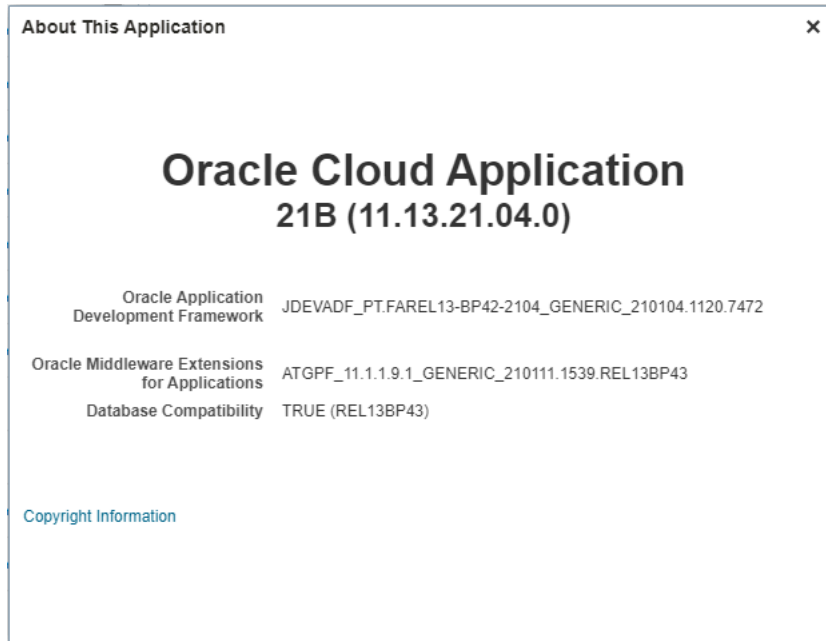 About This Application
Oracle Cloud Application
21B (11.13.21.04.0)
Oracle Application
Development Framework
JDEVADF_PT.FAREL13-BP42-2104_GENERIC_210104.1120.7472
Oracle Middleware Extensions
for Applications
ATGPF_11.1.1.9.1_GENERIC_210111.1539.REL13BP43
Database Compatibility TRUE (REL13BP43)
Copyright Information